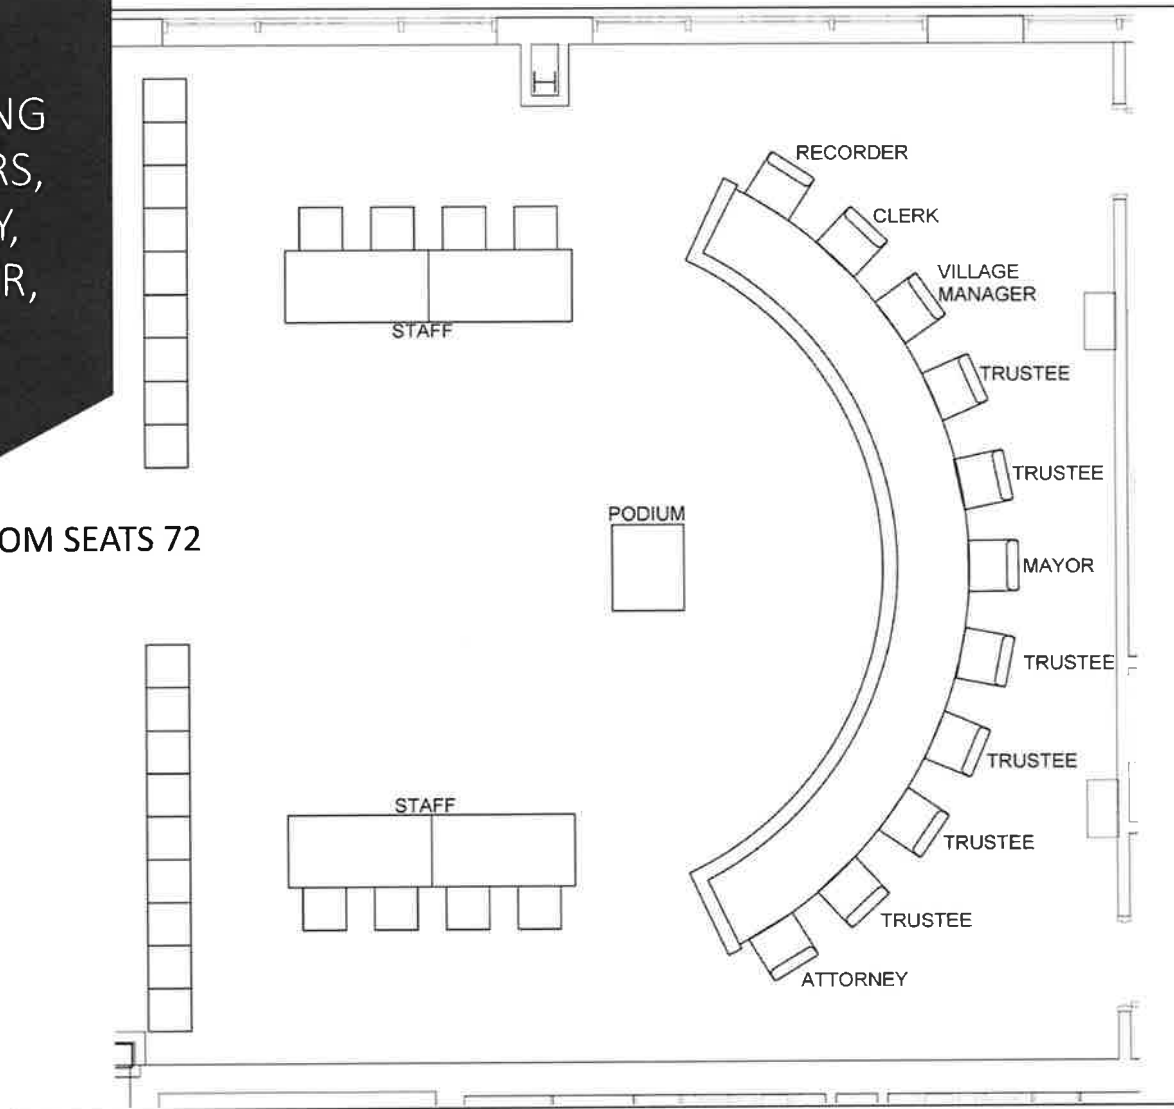 NG
RS,
Y,
R,
OM SEATS 72
RECORDER
CLERK
VILLAGE
MANAGER
TRUSTEE
TRUSTEE
MAYOR
TRUSTEE
TRUSTEE
TRUSTEE
TRUSTEE
ATTORNEY
STAFF
PODIUM
STAFF